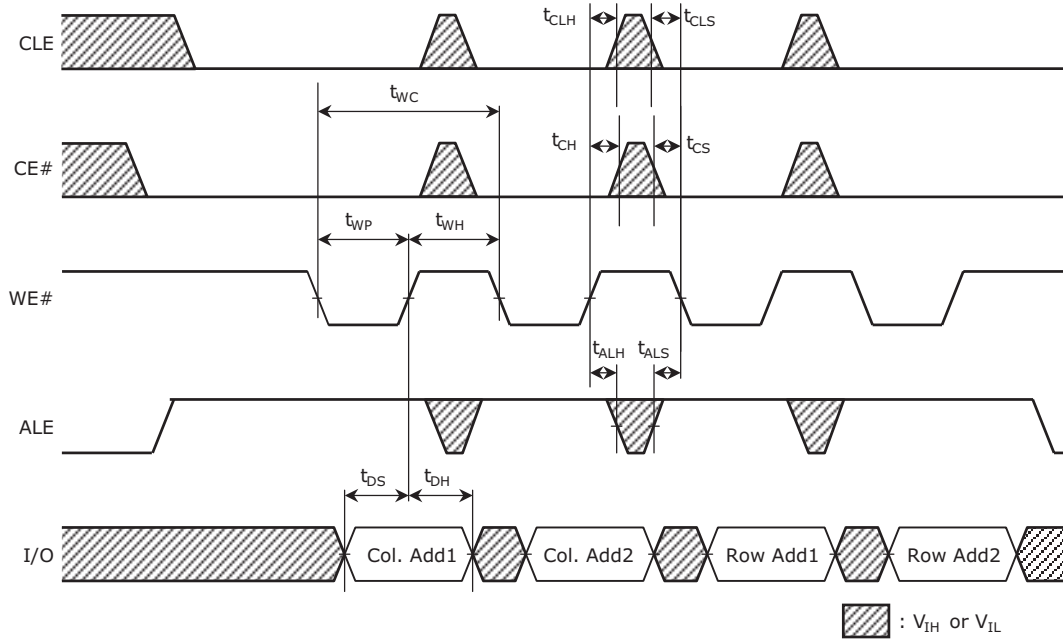 CLE
tCLH
tCLS
tWC
CE#
tCH
tCS
tWP
tWH
WE#
tALH
tALS
ALE
tDS
tDH
I/O
Col. Add1
Col. Add2
Row Add1
Row Add2
: VIH or VIL